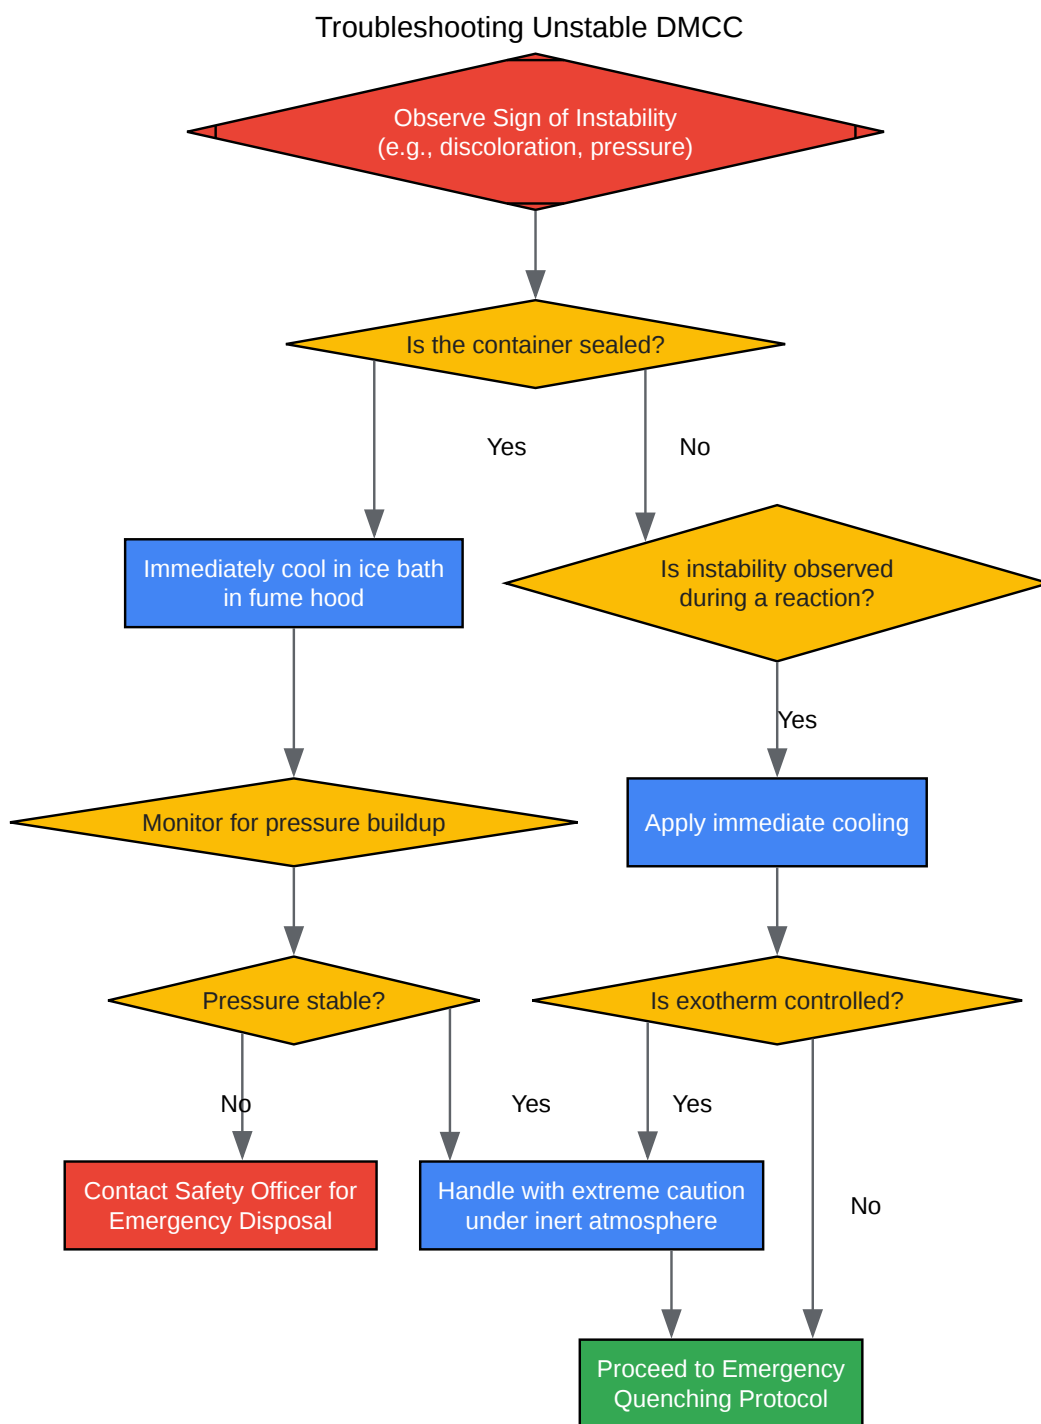 Troubleshooting Unstable DMCC
Observe Sign of Instability
(e.g., discoloration, pressure)
Is the container sealed?
Yes
No
Immediately cool in ice bath
in fume hood
Is instability observed
during a reaction?
Yes
Monitor for pressure buildup
Apply immediate cooling
Pressure stable?
Is exotherm controlled?
No
Yes
Yes
Contact Safety Officer for
Emergency Disposal
Handle with extreme caution
under inert atmosphere
No
Proceed to Emergency
Quenching Protocol